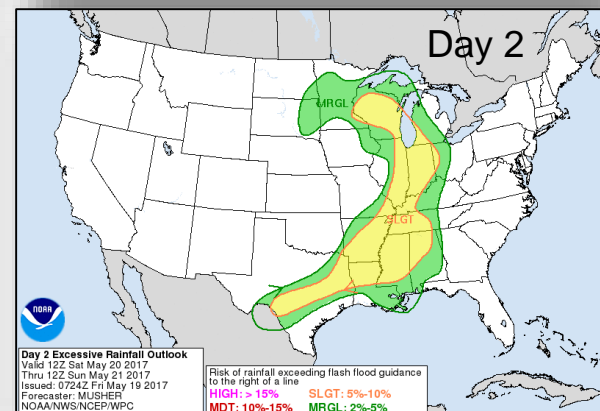 Day 2
MRGL
SLGT
NOAA
Day 2 Excessive Rainfall Outlook
Valid 12Z Sat May 20 2017
Thru 12Z Sun May 21 2017
Issued: 0724Z Fri May 19 2017
Forecaster: MUSHER
NOAA/NWS/NCEP/WPC
Risk of rainfall exceeding flash flood guidance
to the right of a line
HIGH: > 15% SLGT: 5%-10%
MDT: 10%-15% MRGL: 2%-5%